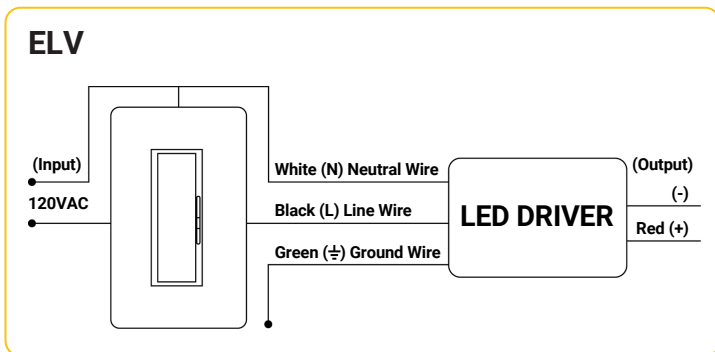 ELV
(Input)
120VAC
White (N) Neutral Wire
Black (L) Line Wire
Green (⏚) Ground Wire
LED DRIVER
(Output)
(-)
Red (+)